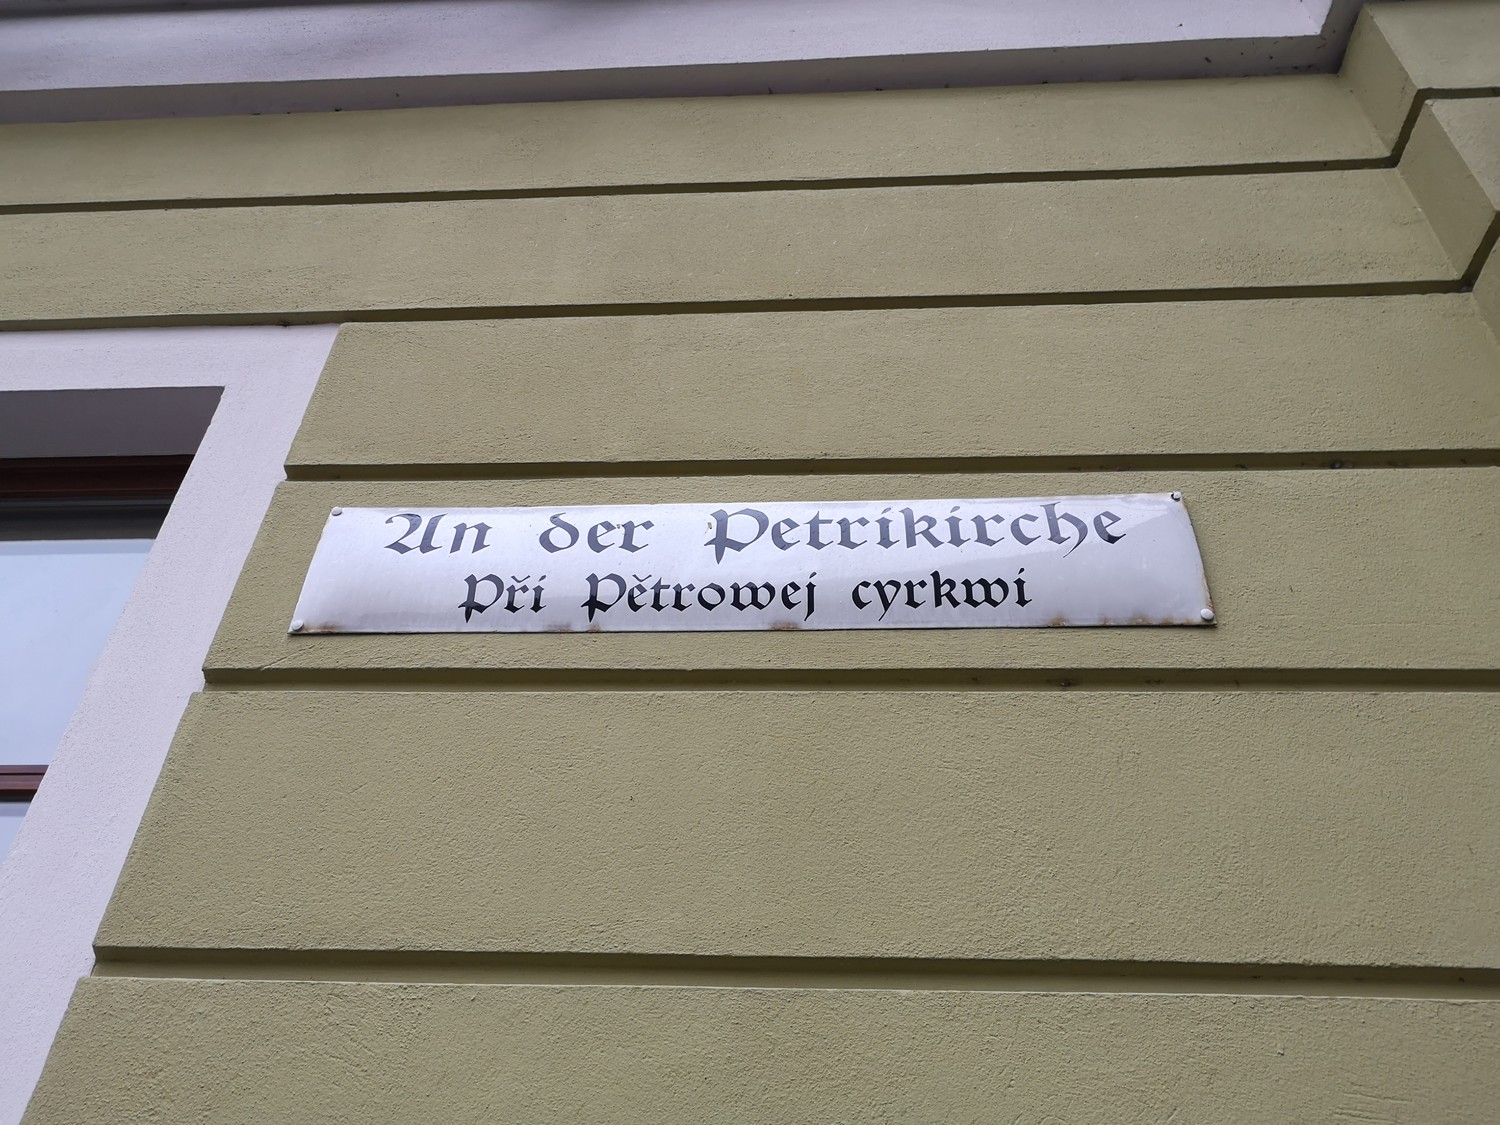 An der Petrikirche
Při Pětrowej cyrkwi